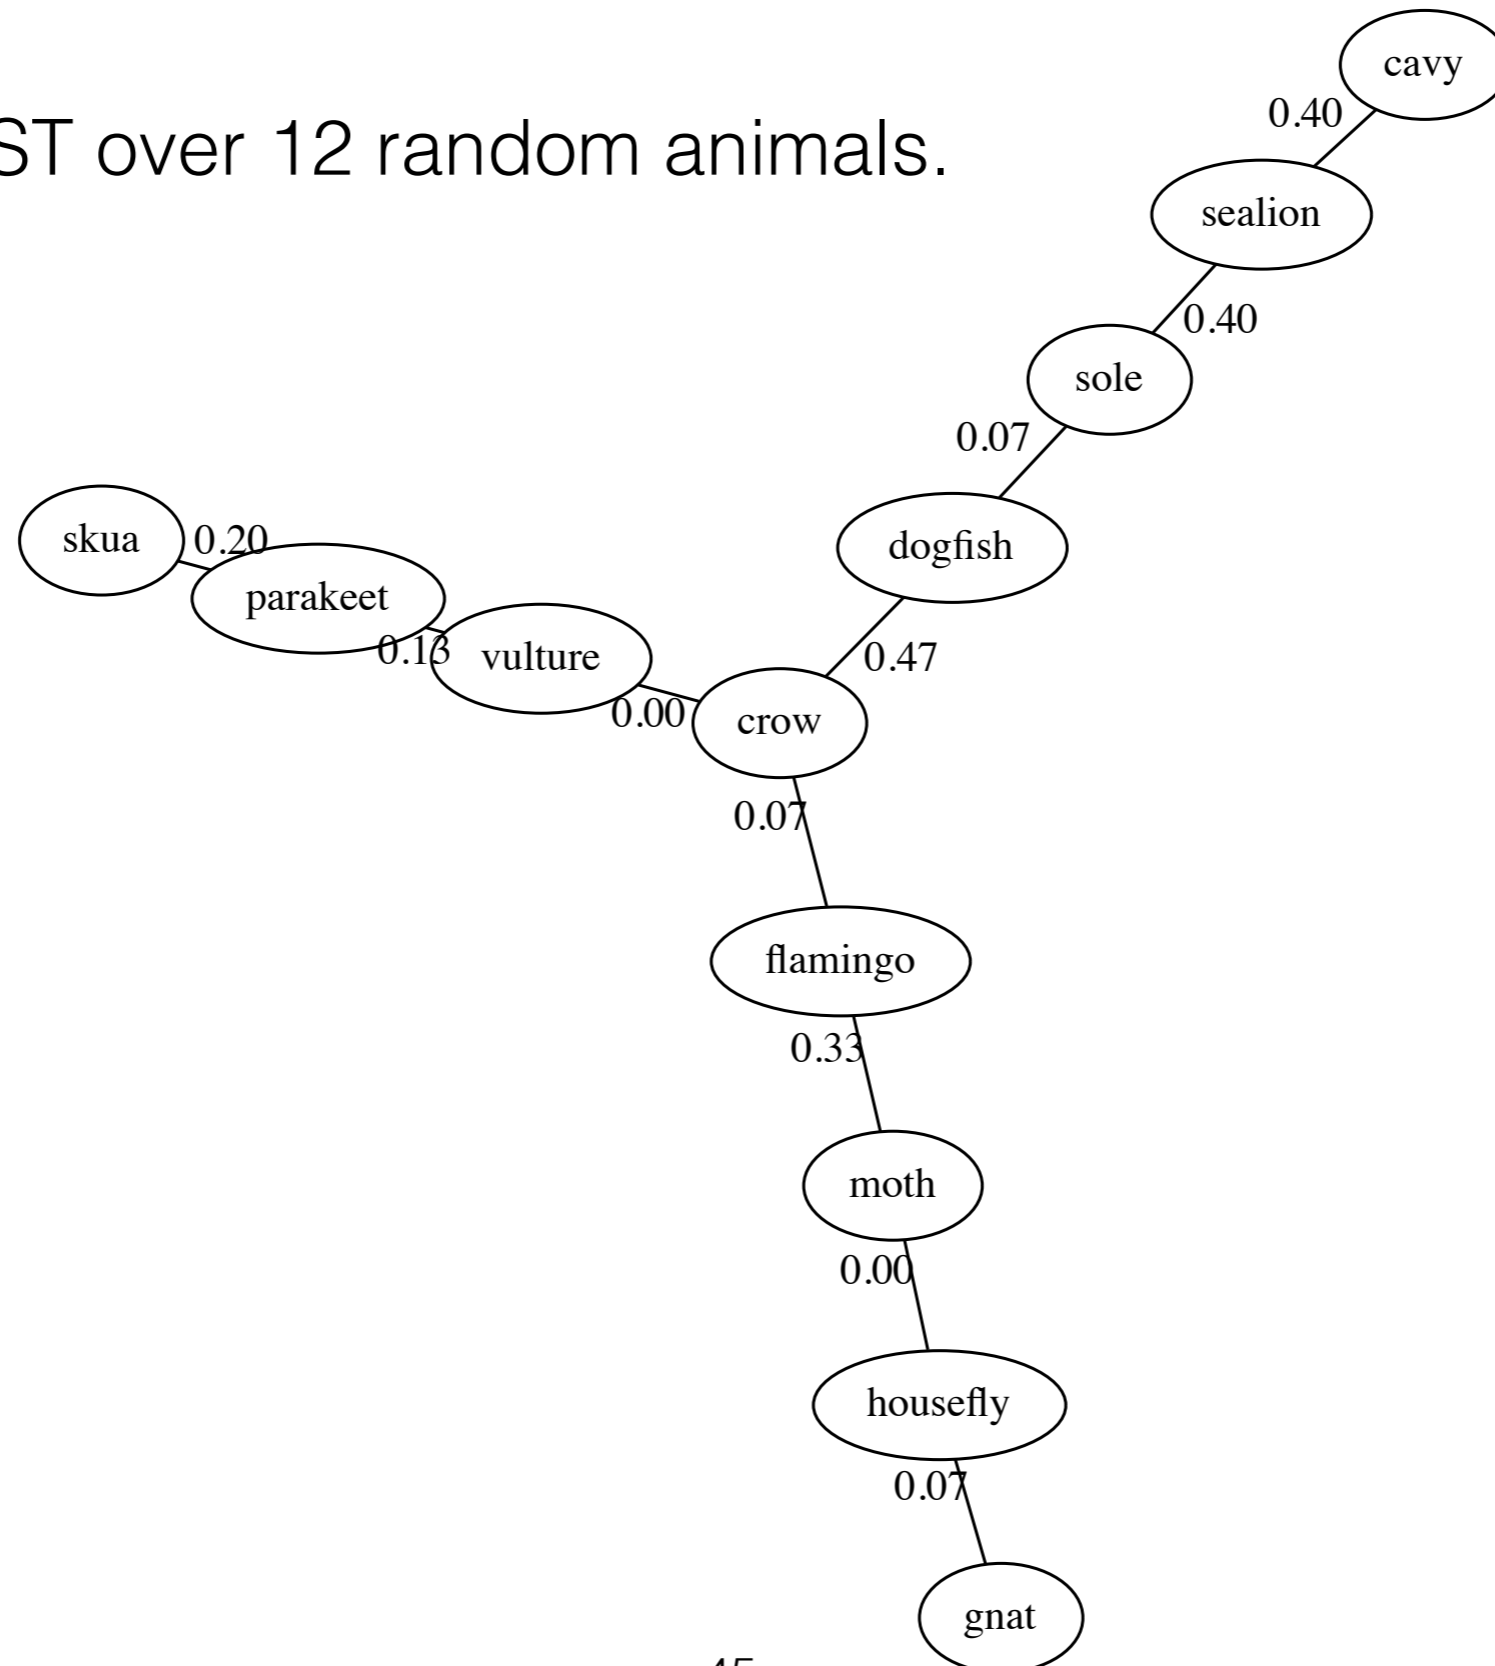 cavy
0.40
ST over 12 random animals.
sealion
0.40
sole
0.07
skua
0.20
dogfish
parakeet
0.13
vulture
0.47
0.00
crow
0.07
flamingo
0.33
moth
0.00
housefly
0.07
gnat